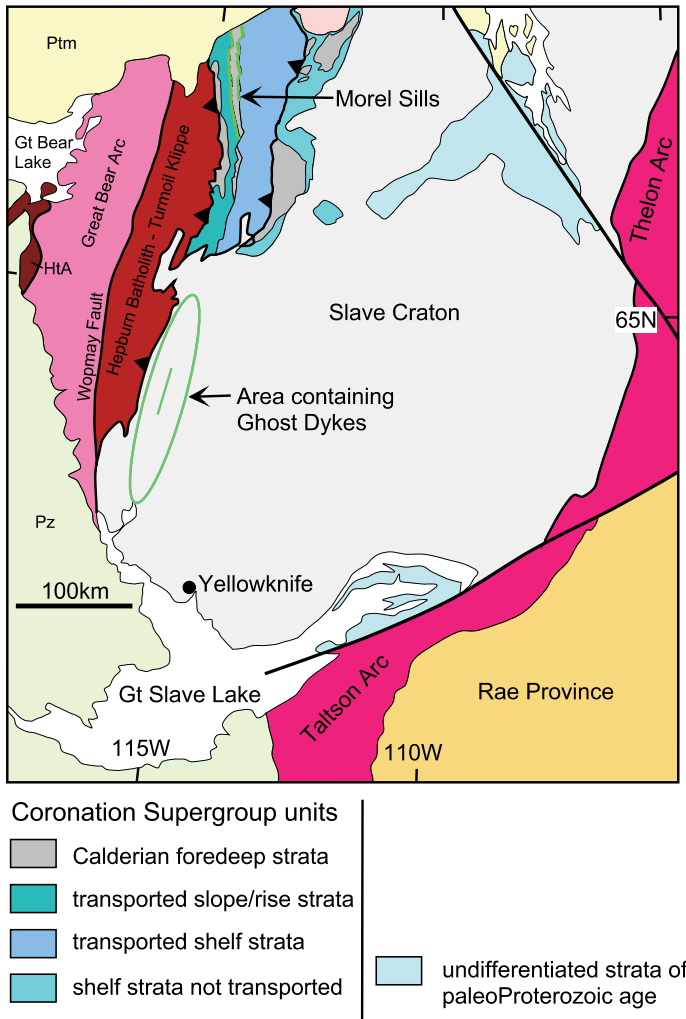 Ptm
Morel Sills
Gt Bear
Lake
Great Bear Arc
Hepburn Batholith - Turmoil Klippe
Thelon Arc
HtA
Wopmay Fault
Slave Craton
65N
Area containing
Ghost Dykes
Pz
100km
Yellowknife
Gt Slave Lake
Taltson Arc
Rae Province
115W
110W
Coronation Supergroup units
Calderian foredeep strata
transported slope/rise strata
transported shelf strata
shelf strata not transported
undifferentiated strata of
paleoProterozoic age